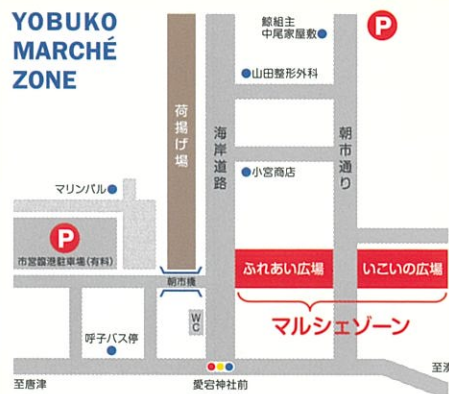 YOBUKO
MARCHÉ
ZONE
鯨組主
中尾家屋敷
P
山田整形外科
荷揚げ場
海岸道路
朝市通り
小宮商店
マリンパル
P
市営臨港駐車場(有料)
ふれあい広場
いこいの広場
朝市橋
マルシェゾーン
WC
呼子バス停
至唐津
愛宕神社前
至湊